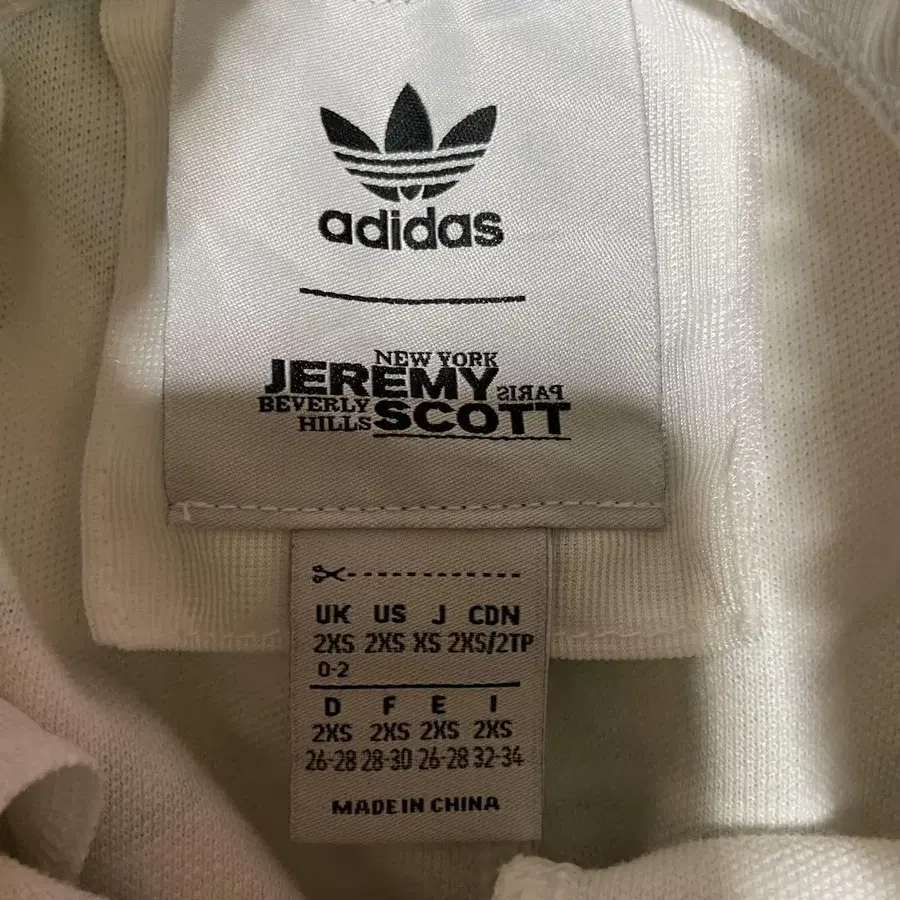 adidas
NEW YORK
JEREMY PARIS
BEVERLY SCOTT
HILLS
UK US J CDN
2XS 2XS XS 2XS/2TP
0-2
D F E I
2XS 2XS 2XS 2XS
26-28 28-30 26-28 32-34
MADE IN CHINA